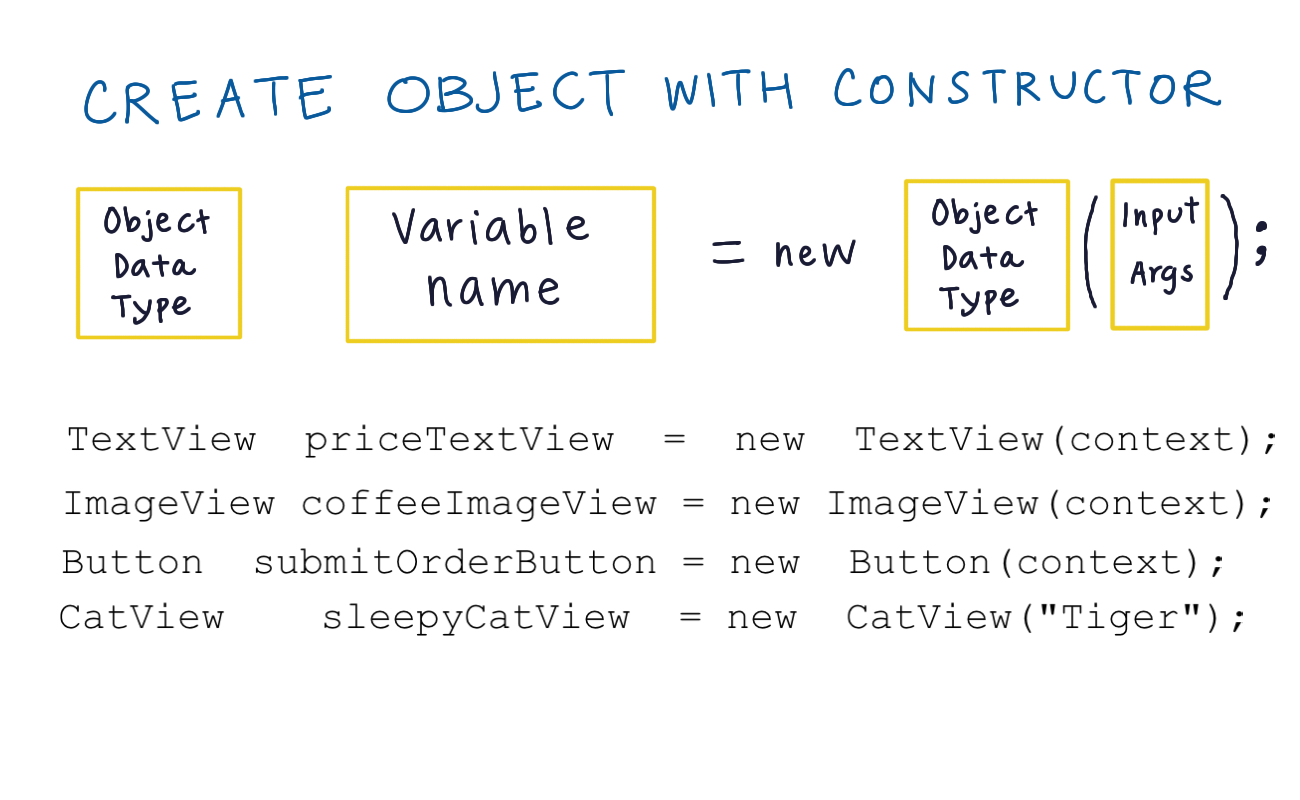 CREATE OBJECT WITH CONSTRUCTOR
Object Data Type Variable name = new Object Data Type (Input Args);
TextView priceTextView = new TextView(context);
ImageView coffeeImageView = new ImageView(context);
Button submitOrderButton = new Button(context);
CatView sleepyCatView = new CatView("Tiger");